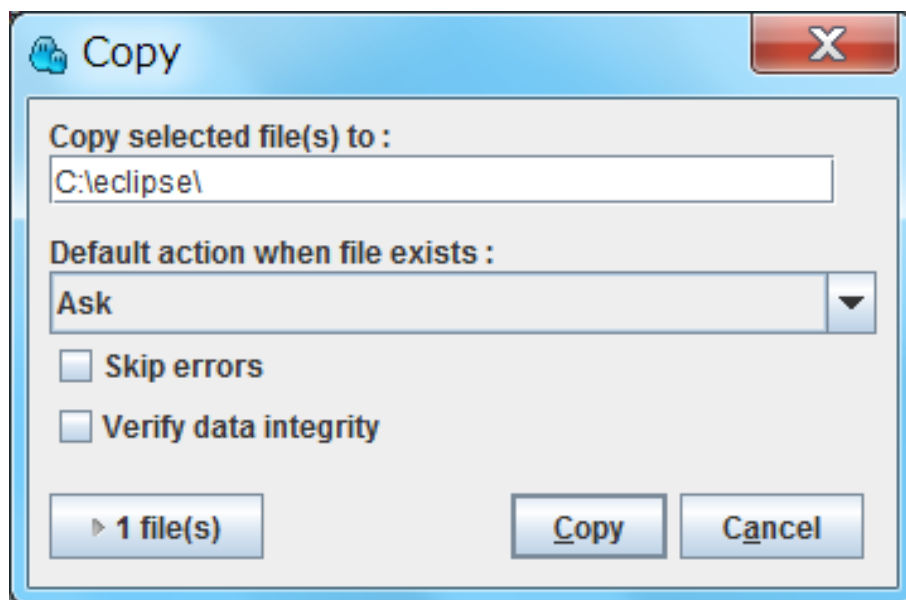 Copy
Copy selected file(s) to :
C:\eclipse\
Default action when file exists :
Ask
Skip errors
Verify data integrity
1 file(s)
Copy
Cancel